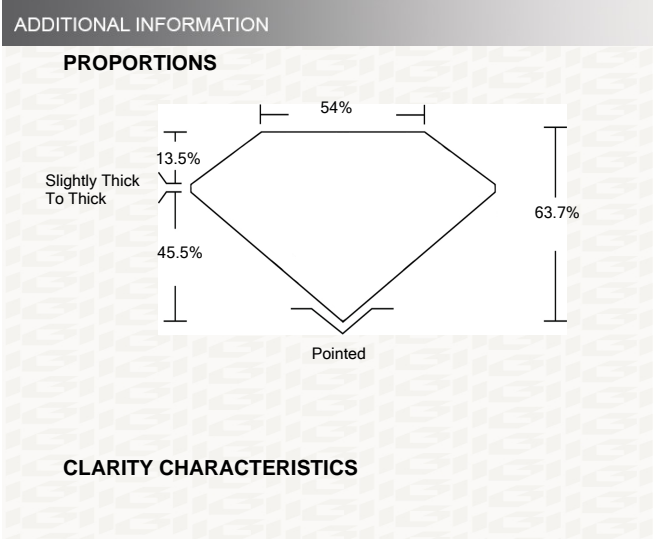 ADDITIONAL INFORMATION
PROPORTIONS
54%
13.5%
Slightly Thick
To Thick
63.7%
45.5%
Pointed
CLARITY CHARACTERISTICS